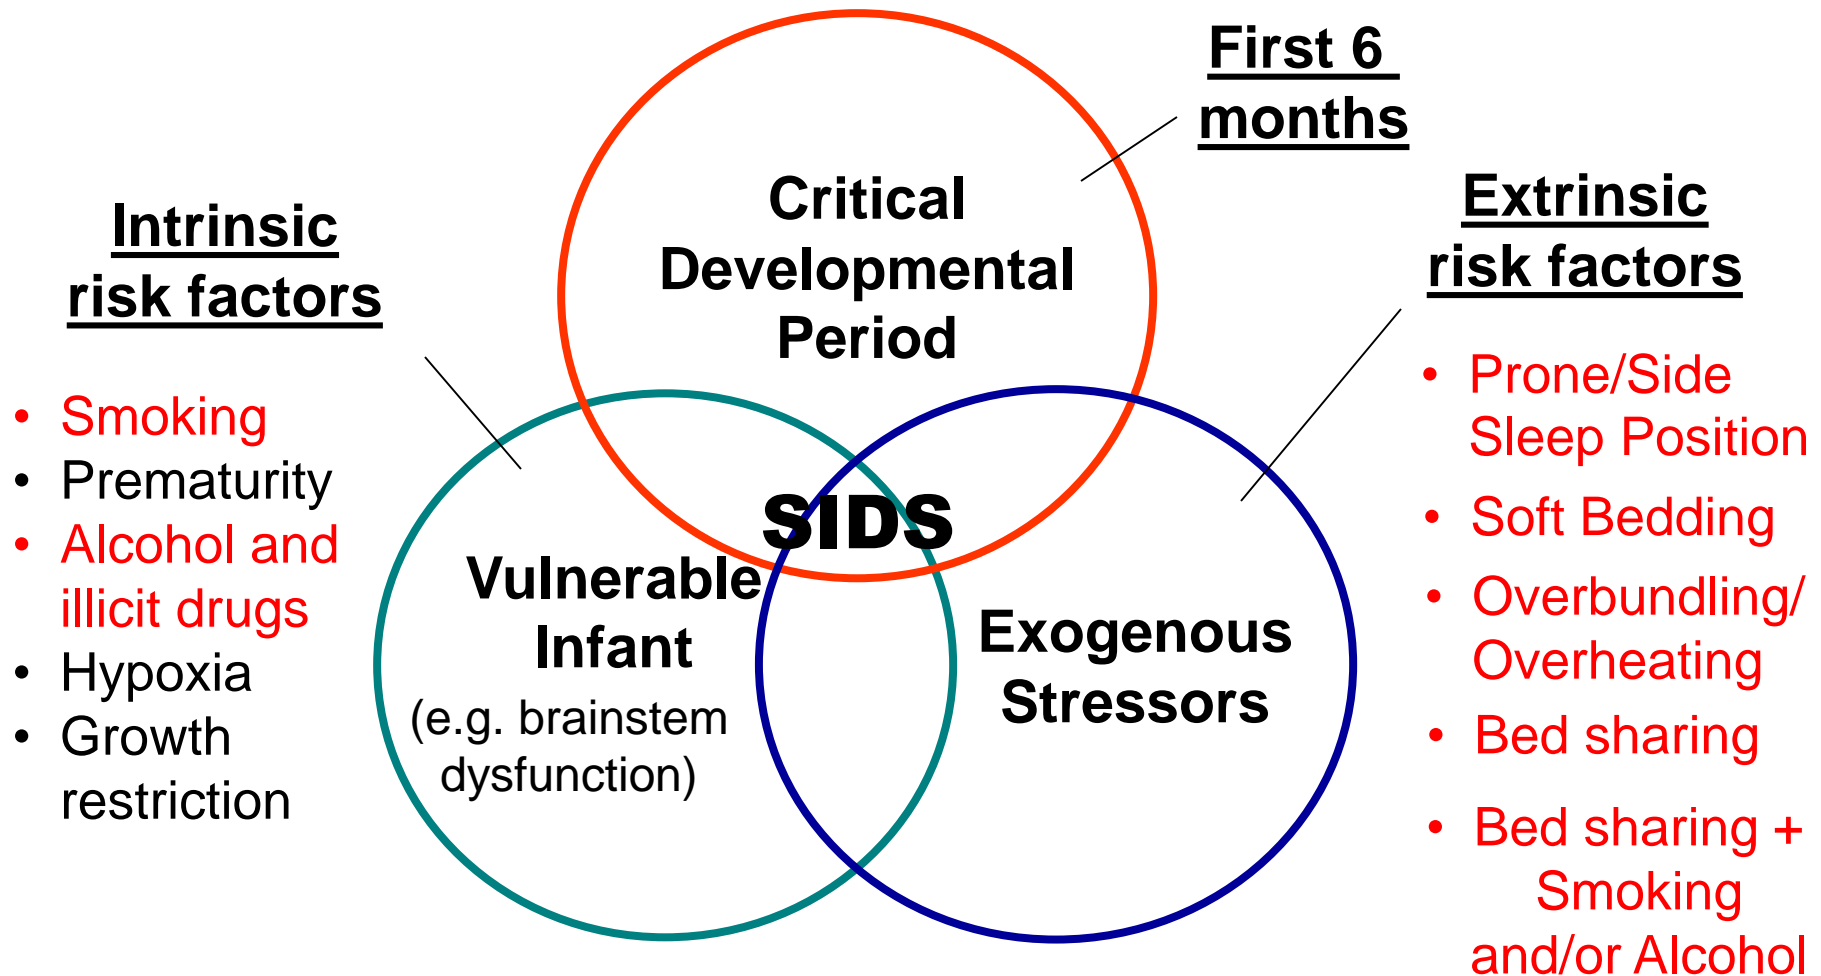 First 6
months
Critical
Developmental
Period
Intrinsic
risk factors
• Smoking
• Prematurity
• Alcohol and
illicit drugs
• Hypoxia
• Growth
restriction
SIDS
Vulnerable
Infant
(e.g. brainstem
dysfunction)
Exogenous
Stressors
Extrinsic
risk factors
• Prone/Side
Sleep Position
• Soft Bedding
• Overbundling/
Overheating
• Bed sharing
• Bed sharing +
Smoking
and/or Alcohol